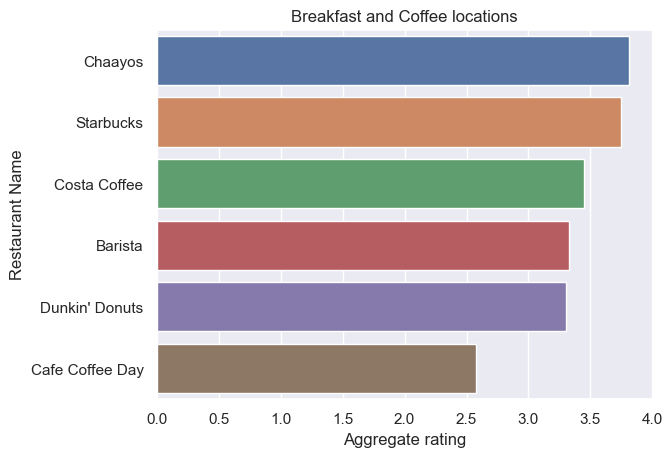 Breakfast and Coffee locations
Restaurant Name
Chaayos
Starbucks
Costa Coffee
Barista
Dunkin' Donuts
Cafe Coffee Day
0.0 0.5 1.0 1.5 2.0 2.5 3.0 3.5 4.0
Aggregate rating